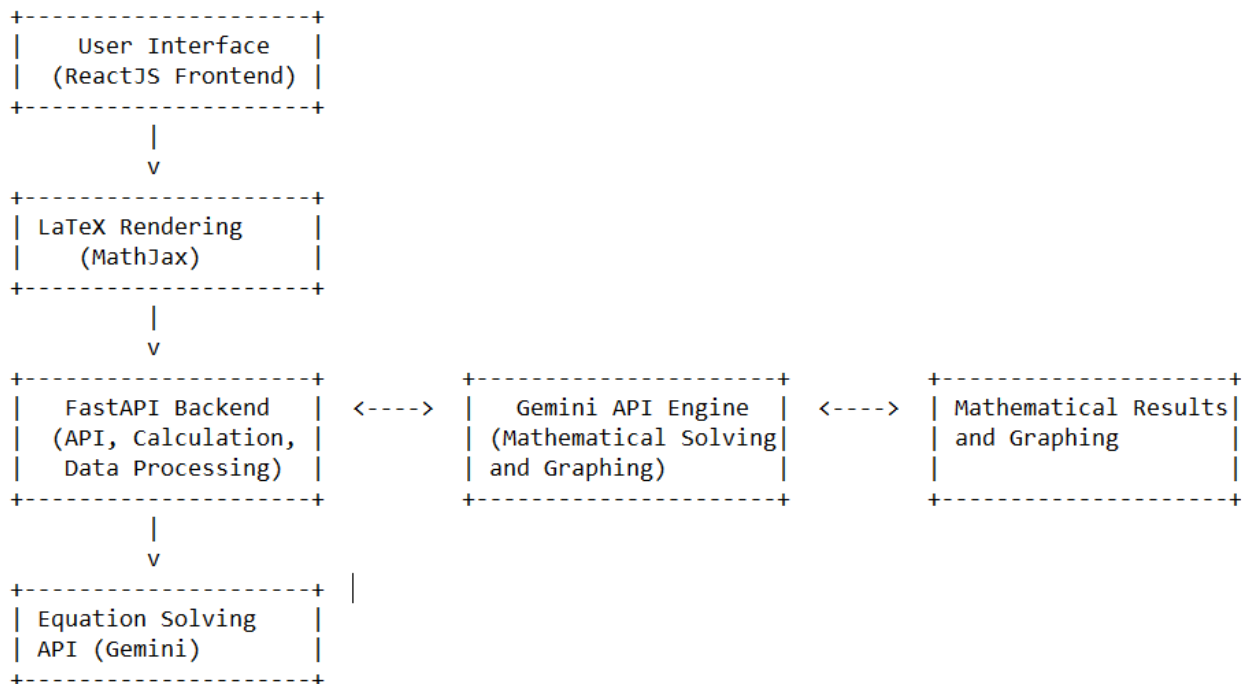 +---------------------+
|    User Interface   |
|  (ReactJS Frontend) |
+---------------------+
          |
          v
+---------------------+
| LaTeX Rendering     |
|    (MathJax)        |
+---------------------+
          |
          v
+---------------------+          +----------------------+          +----------------------+
|   FastAPI Backend   |  <---->  |   Gemini API Engine  |  <---->  | Mathematical Results|
|  (API, Calculation, |          | (Mathematical Solving|          | and Graphing        |
|   Data Processing)  |          | and Graphing)        |          |                     |
+---------------------+          +----------------------+          +----------------------+
          |
          v
+---------------------+
| Equation Solving    |
| API (Gemini)        |
+---------------------+